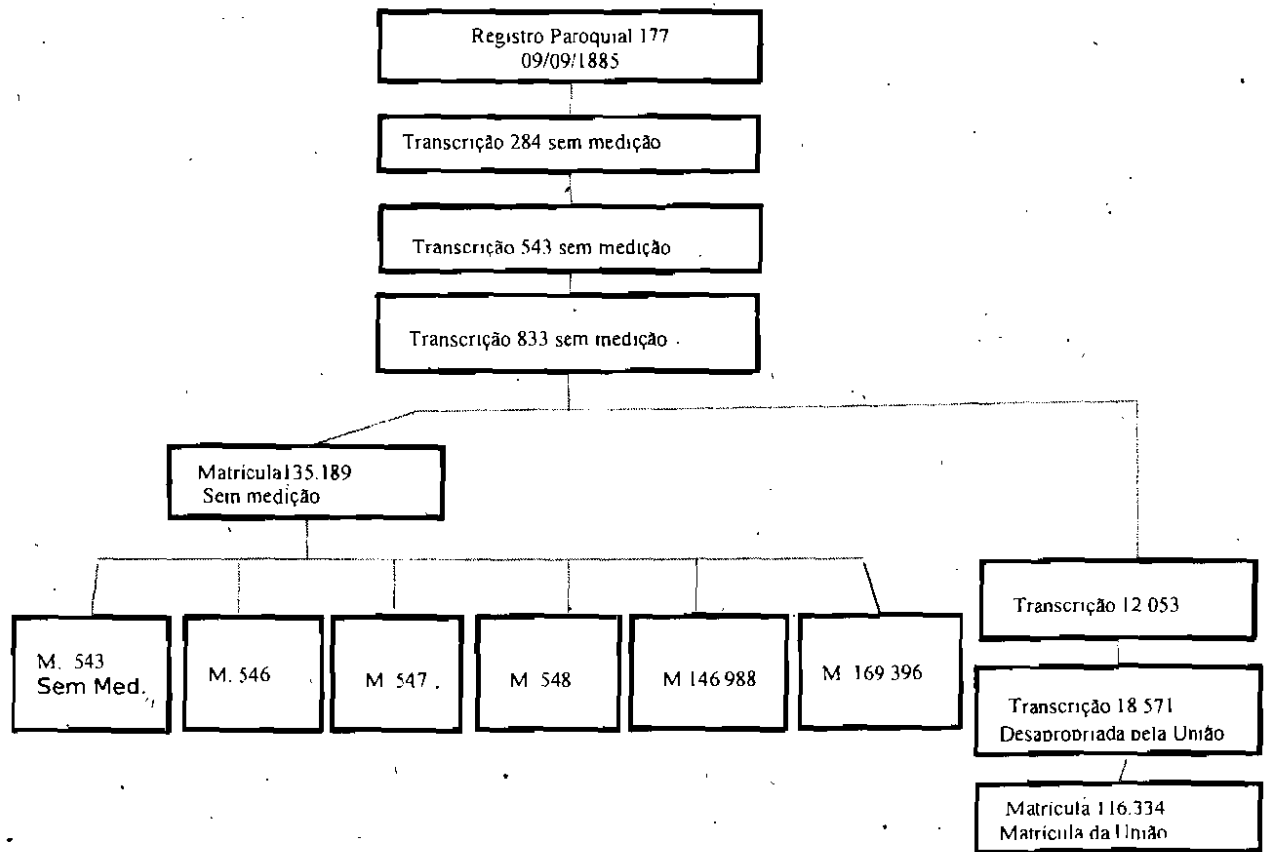 Registro Paroquial 177
09/09/1885
Transcrição 284 sem medição
Transcrição 543 sem medição
Transcrição 833 sem medição
Matrícula135.189
Sem medição
M. 543
Sem Med.
M. 546
M 547
M 548
M 146 988
M 169 396
Transcrição 12 053
Transcrição 18 571
Desapropriada pela União
Matrícula 116.334
Matrícula da União